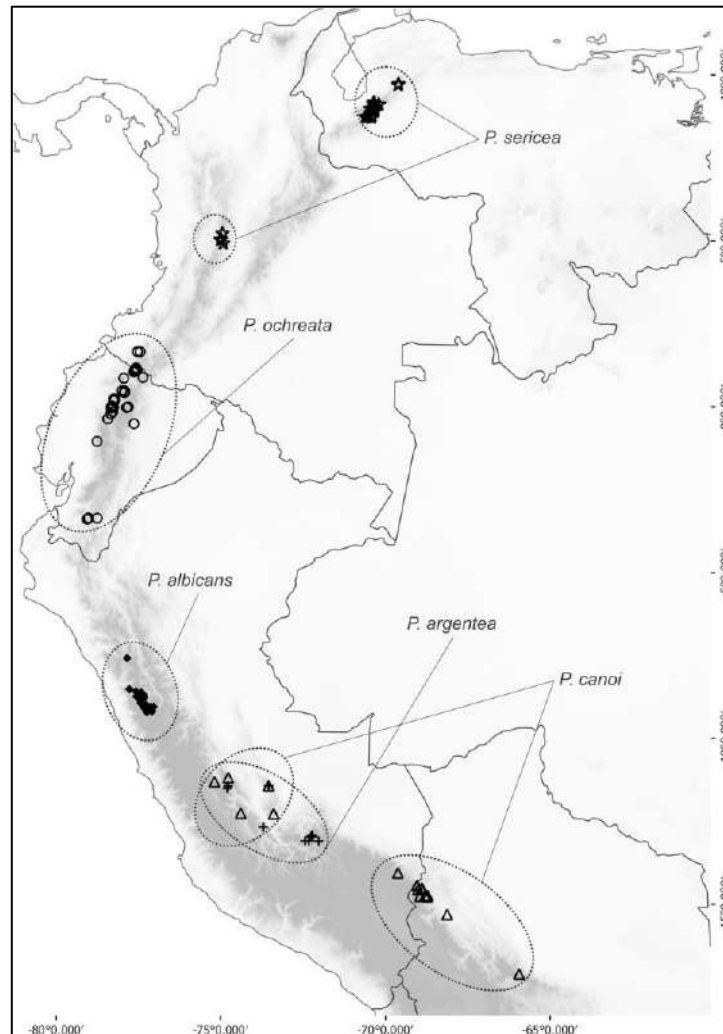 P. sericea
P. ochreata
P. albicans
P. argentea
P. canoi
-80°0.000'
-75°0.000'
-70°0.000'
-65°0.000'